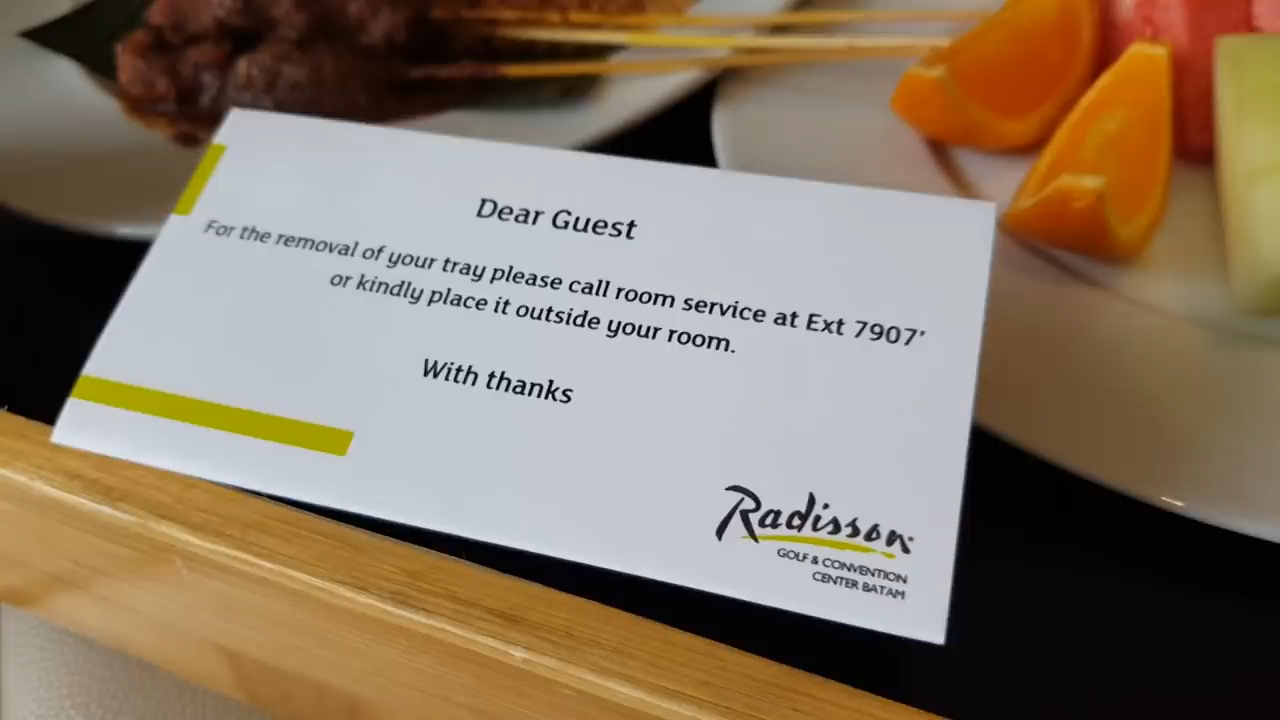 Dear Guest
For the removal of your tray please call room service at Ext 7907'
or kindly place it outside your room.
With thanks
Radisson
GOLF & CONVENTION
CENTER BATAM